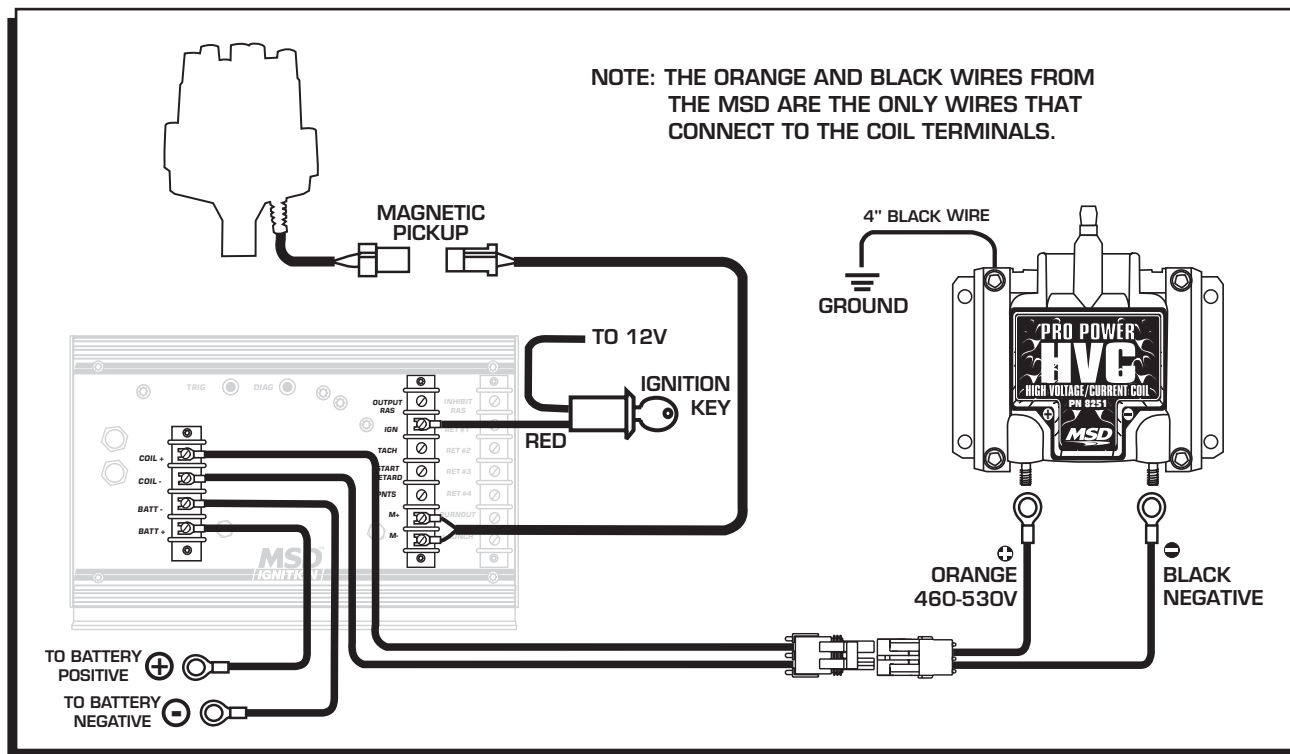 NOTE: THE ORANGE AND BLACK WIRES FROM
THE MSD ARE THE ONLY WIRES THAT
CONNECT TO THE COIL TERMINALS.
MAGNETIC
PICKUP
4" BLACK WIRE
GROUND
PRO POWER
HVC
HIGH VOLTAGE/CURRENT COIL
PN 8251
+
-
MSD
TO 12V
IGNITION
KEY
RED
TRIG
DIAG
OUTPUT
RAS
IGN
TACH
START
RETARD
PNTS
M+
M-
INHIBIT
RAS
RET #1
RET #2
RET #3
RET #4
BURNOUT
COIL +
COIL -
BATT -
BATT +
MSD
IGNITION
+
ORANGE
460-530V
-
BLACK
NEGATIVE
TO BATTERY
POSITIVE
+
TO BATTERY
NEGATIVE
-